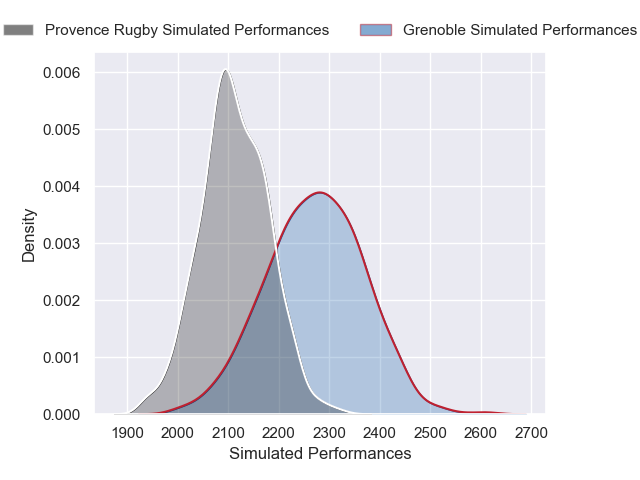 Provence Rugby Simulated Performances
Grenoble Simulated Performances
0.006
0.005
0.004
0.003
0.002
0.001
0.000
Density
1900 2000 2100 2200 2300 2400 2500 2600 2700
Simulated Performances